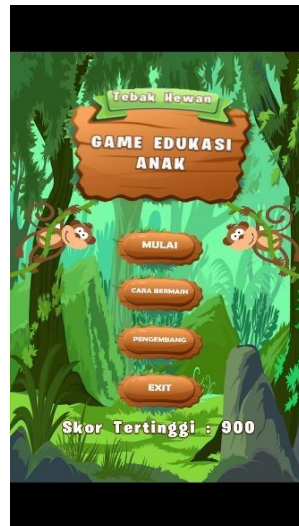 Tebak Hewan
GAME EDUKASI
ANAK
MULAI
CARA BERMAIN
PENGEMBANG
EXIT
Skor Tertinggi : 900